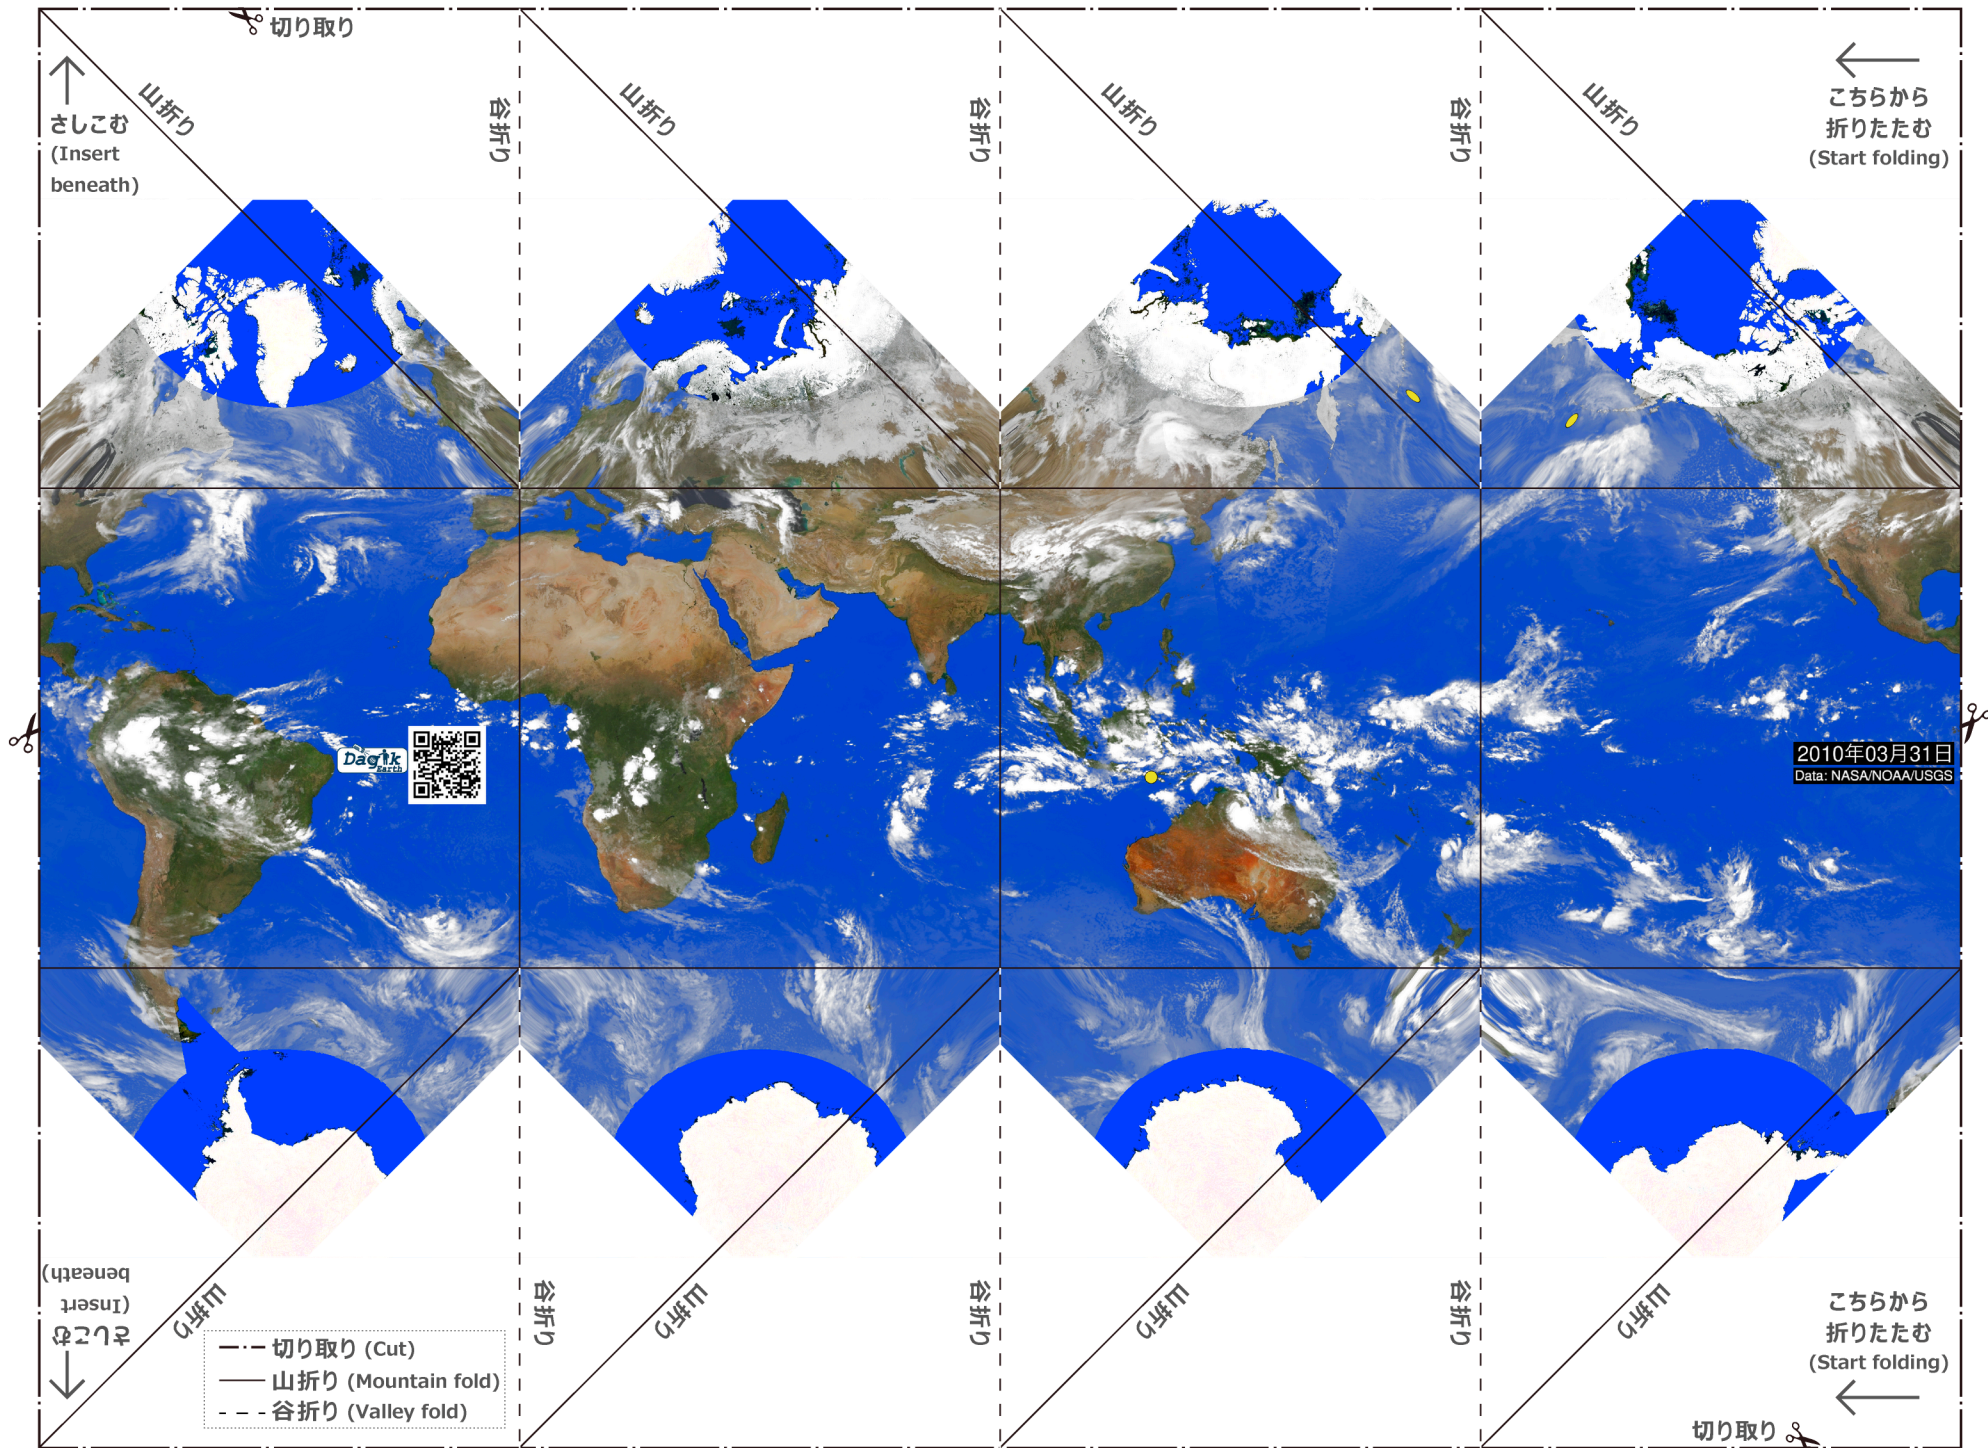 切り取り
さしこむ
(Insert
beneath)
山折り
谷折り
山折り
谷折り
山折り
谷折り
山折り
こちらから
折りたたむ
(Start folding)
Dagik
Earth
2010年03月31日
Data: NASA/NOAA/USGS
さしこむ
(Insert
beneath)
山折り
谷折り
山折り
谷折り
山折り
谷折り
山折り
こちらから
折りたたむ
(Start folding)
切り取り (Cut)
山折り (Mountain fold)
谷折り (Valley fold)
切り取り